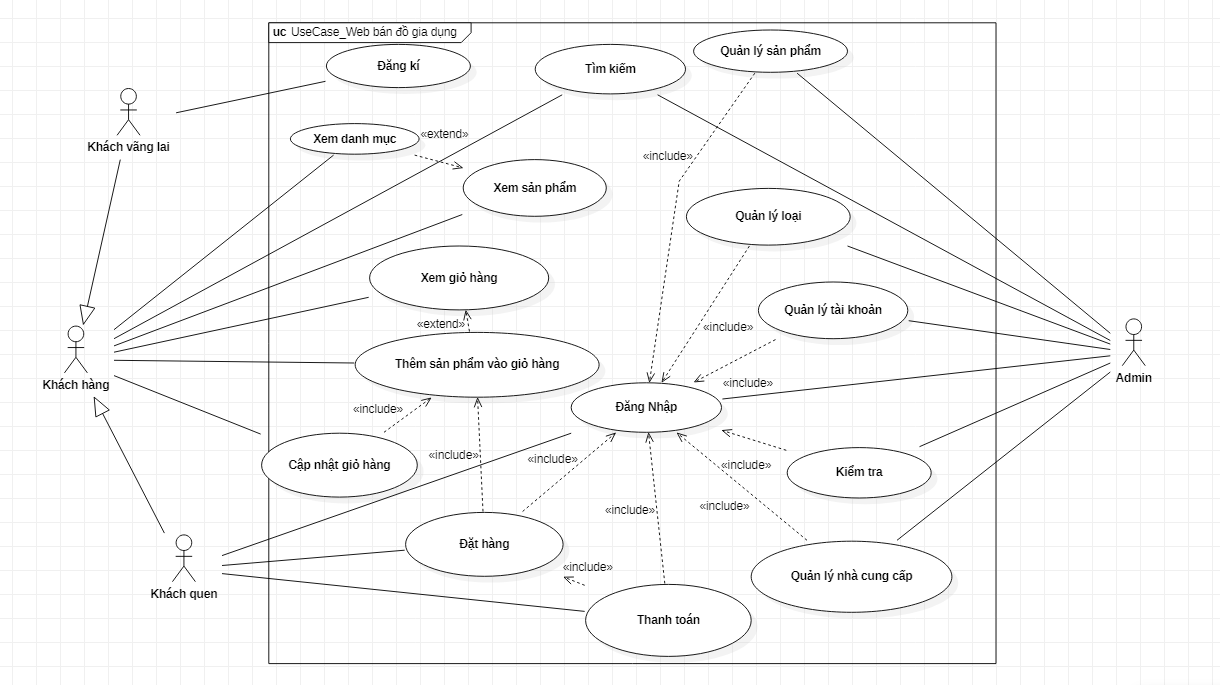 uc UseCase_Web bán đồ gia dụng
Đăng kí
Tìm kiếm
Quản lý sản phẩm
Khách vãng lai
Xem danh mục
«extend»
«include»
Xem sản phẩm
Quản lý loại
Xem giỏ hàng
Quản lý tài khoản
«extend»
«include»
Thêm sản phẩm vào giỏ hàng
Khách hàng
Admin
«include»
«include»
Đăng Nhập
Cập nhật giỏ hàng
«include»
«include»
«include»
Kiểm tra
«include»
«include»
Đặt hàng
«include»
Quản lý nhà cung cấp
Khách quen
Thanh toán